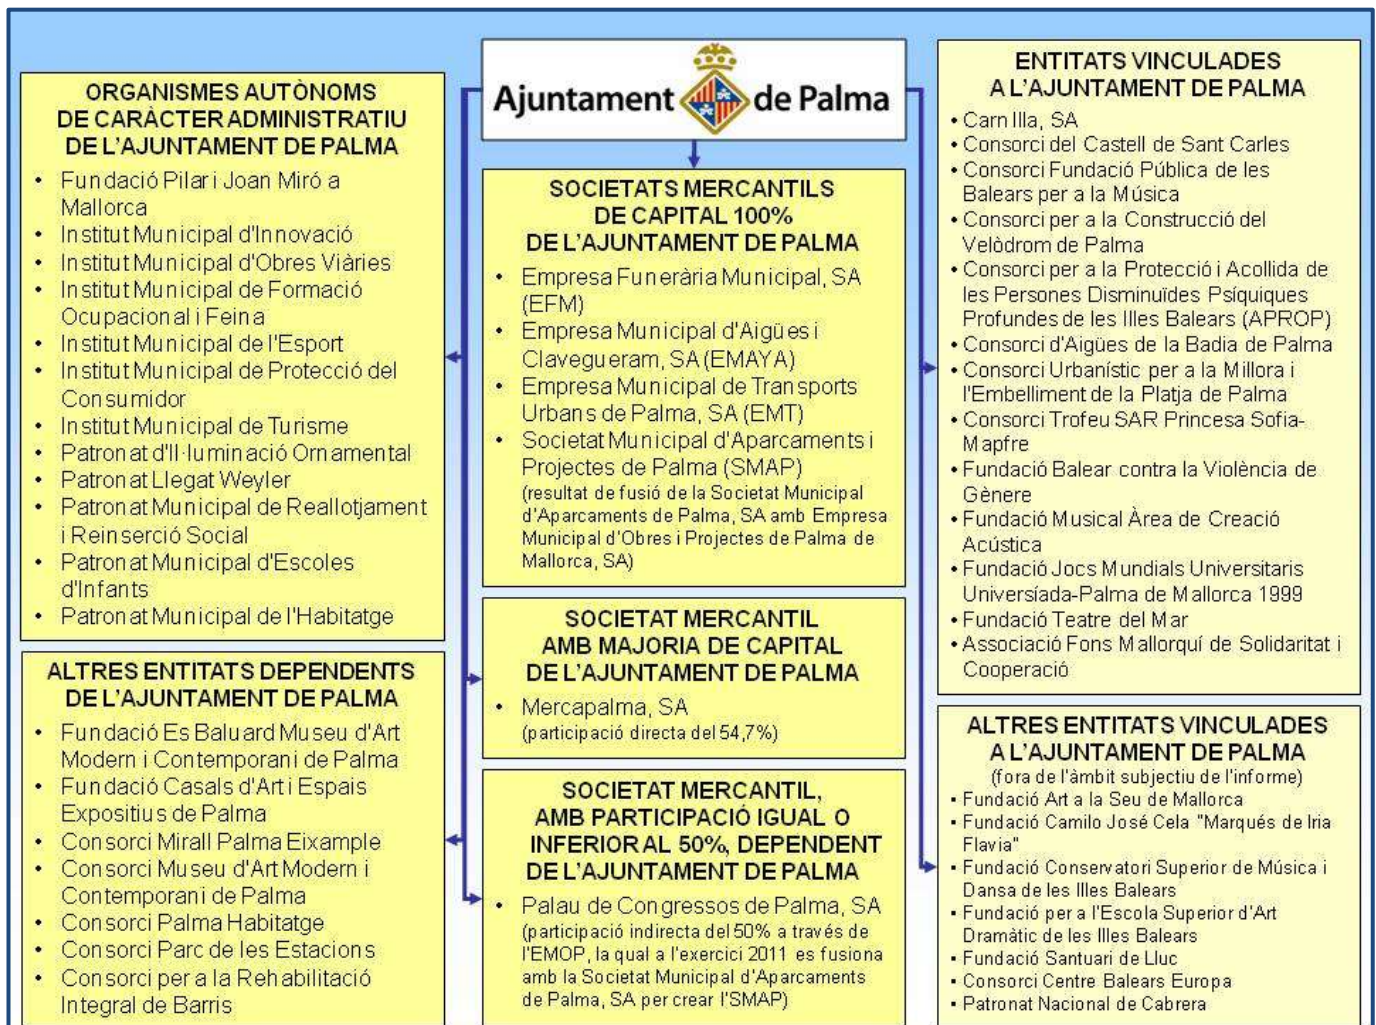 Ajuntament de Palma
ORGANISMES AUTÒNOMS
DE CARÀCTER ADMINISTRATIU
DE L'AJUNTAMENT DE PALMA
• Fundació Pilar i Joan Miró a
Mallorca
• Institut Municipal d'Innovació
• Institut Municipal d'Obres Viàries
• Institut Municipal de Formació
Ocupacional i Feina
• Institut Municipal de l'Esport
• Institut Municipal de Protecció del
Consumidor
• Institut Municipal de Turisme
• Patronat d'Il·luminació Ornamental
• Patronat Llegat Weyler
• Patronat Municipal de Reallotjament
i Reinserció Social
• Patronat Municipal d'Escoles
d'Infants
• Patronat Municipal de l'Habitatge
ALTRES ENTITATS DEPENDENTS
DE L'AJUNTAMENT DE PALMA
• Fundació Es Baluard Museu d'Art
Modern i Contemporani de Palma
• Fundació Casals d'Art i Espais
Expositius de Palma
• Consorci Mirall Palma Eixample
• Consorci Museu d'Art Modern i
Contemporani de Palma
• Consorci Palma Habitatge
• Consorci Parc de les Estacions
• Consorci per a la Rehabilitació
Integral de Barris
SOCIETATS MERCANTILS
DE CAPITAL 100%
DE L'AJUNTAMENT DE PALMA
• Empresa Funerària Municipal, SA
(EFM)
• Empresa Municipal d'Aigües i
Clavegueram, SA (EMAYA)
• Empresa Municipal de Transports
Urbans de Palma, SA (EMT)
• Societat Municipal d'Aparcaments i
Projectes de Palma (SMAP)
(resultat de fusió de la Societat Municipal
d'Aparcaments de Palma, SA amb Empresa
Municipal d'Obres i Projectes de Palma de
Mallorca, SA)
SOCIETAT MERCANTIL
AMB MAJORIA DE CAPITAL
DE L'AJUNTAMENT DE PALMA
• Mercapalma, SA
(participació directa del 54,7%)
SOCIETAT MERCANTIL,
AMB PARTICIPACIÓ IGUAL O
INFERIOR AL 50%, DEPENDENT
DE L'AJUNTAMENT DE PALMA
• Palau de Congressos de Palma, SA
(participació indirecta del 50% a través de
l'EMOP, la qual a l'exercici 2011 es fusiona
amb la Societat Municipal d'Aparcaments
de Palma, SA per crear l'SMAP)
ENTITATS VINCULADES
A L'AJUNTAMENT DE PALMA
• Carn Illa, SA
• Consorci del Castell de Sant Carles
• Consorci Fundació Pública de les
Balears per a la Música
• Consorci per a la Construcció del
Velòdrom de Palma
• Consorci per a la Protecció i Acollida de
les Persones Disminuïdes Psíquiques
Profundes de les Illes Balears (APROP)
• Consorci d'Aigües de la Badia de Palma
• Consorci Urbanístic per a la Millora i
l'Embelliment de la Platja de Palma
• Consorci Trofeu SAR Princesa Sofia-
Mapfre
• Fundació Balear contra la Violència de
Gènere
• Fundació Musical Àrea de Creació
Acústica
• Fundació Jocs Mundials Universitaris
Universíada-Palma de Mallorca 1999
• Fundació Teatre del Mar
• Associació Fons Mallorquí de Solidaritat i
Cooperació
ALTRES ENTITATS VINCULADES
A L'AJUNTAMENT DE PALMA
(fora de l'àmbit subjectiu de l'informe)
▪ Fundació Art a la Seu de Mallorca
▪ Fundació Camilo José Cela "Marqués de Iria
Flavia"
▪ Fundació Conservatori Superior de Música i
Dansa de les Illes Balears
▪ Fundació per a l'Escola Superior d'Art
Dramàtic de les Illes Balears
▪ Fundació Santuari de Lluc
▪ Consorci Centre Balears Europa
▪ Patronat Nacional de Cabrera